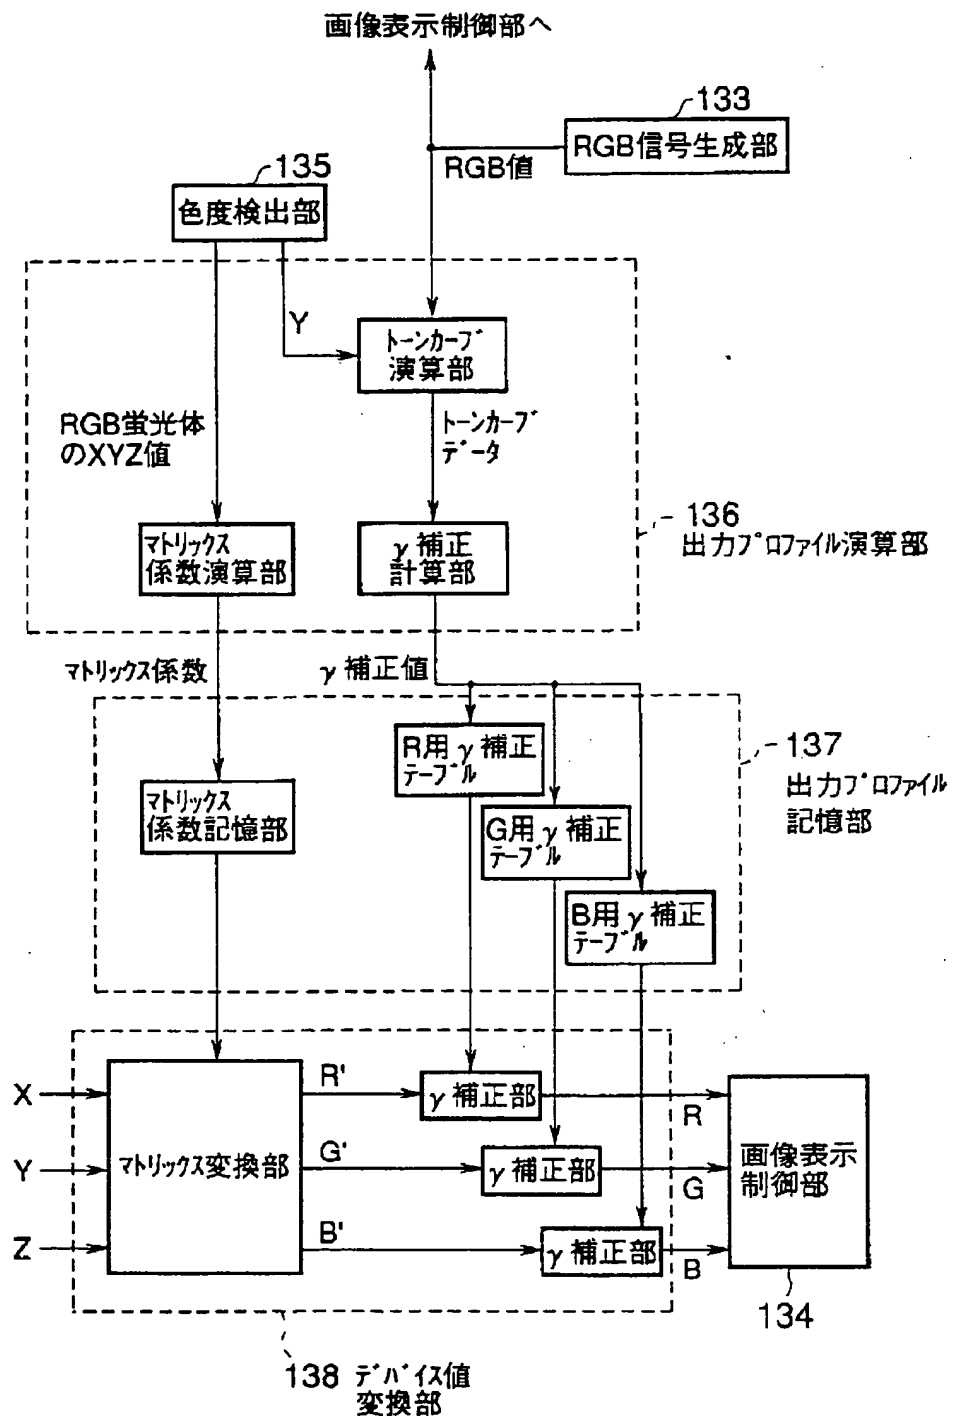 画像表示制御部へ
133
RGB信号生成部
RGB値
135
色度検出部
Y
トーンカーブ
演算部
RGB蛍光体
のXYZ値
トーンカーブ
データ
136
出力プロファイル演算部
マトリックス
係数演算部
γ補正
計算部
マトリックス係数
γ補正値
R用γ補正
テーブル
137
出力プロファイル
記憶部
マトリックス
係数記憶部
G用γ補正
テーブル
B用γ補正
テーブル
X
R'
γ補正部
R
Y
マトリックス変換部
G'
γ補正部
G
画像表示
制御部
Z
B'
γ補正部
B
134
138 デバイス値
変換部